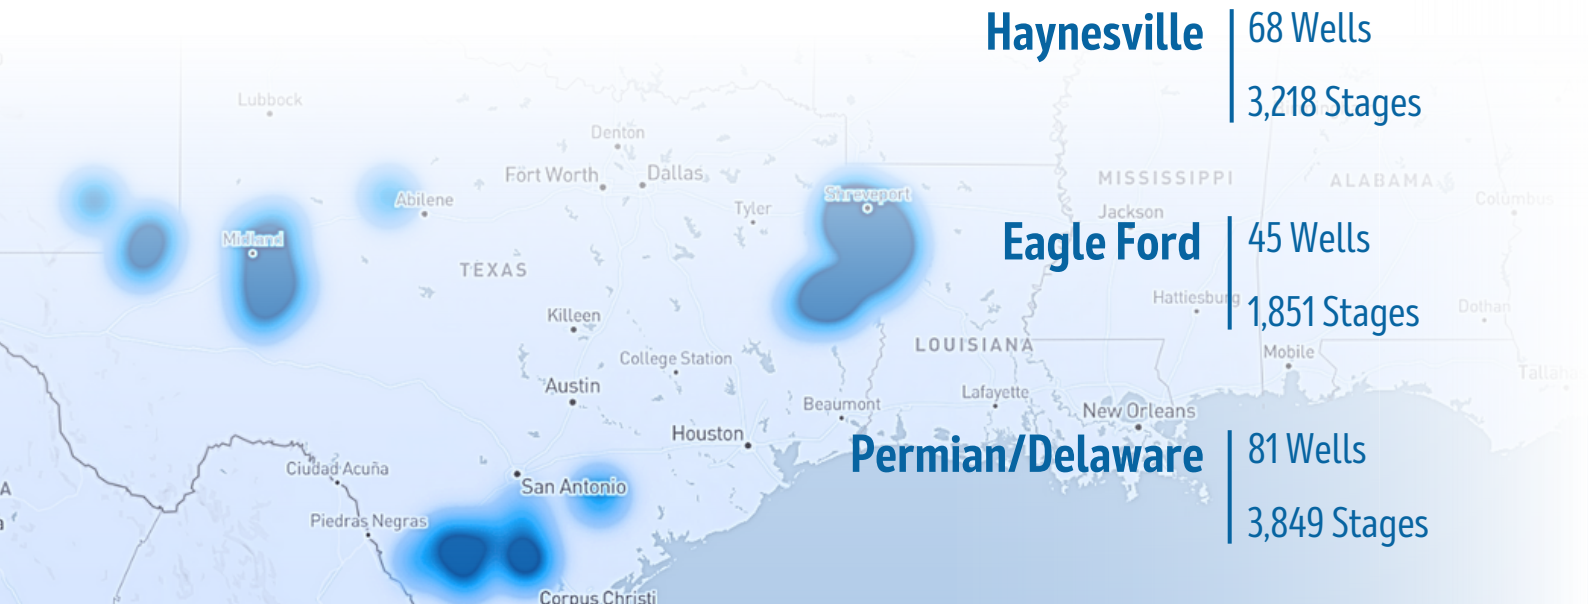 Haynesville
68 Wells
3,218 Stages
Lubbock
Denton
Fort Worth
Dallas
Shreveport
Abilene
Tyler
MISSISSIPPI
ALABAMA
Columbus
Jackson
Midland
TEXAS
Eagle Ford
45 Wells
1,851 Stages
Hattiesburg
Dothan
Killeen
College Station
LOUISIANA
Mobile
Austin
Lafayette
Beaumont
New Orleans
Houston
Permian/Delaware
81 Wells
3,849 Stages
Ciudad Acuña
San Antonio
Piedras Negras
Corpus Christi